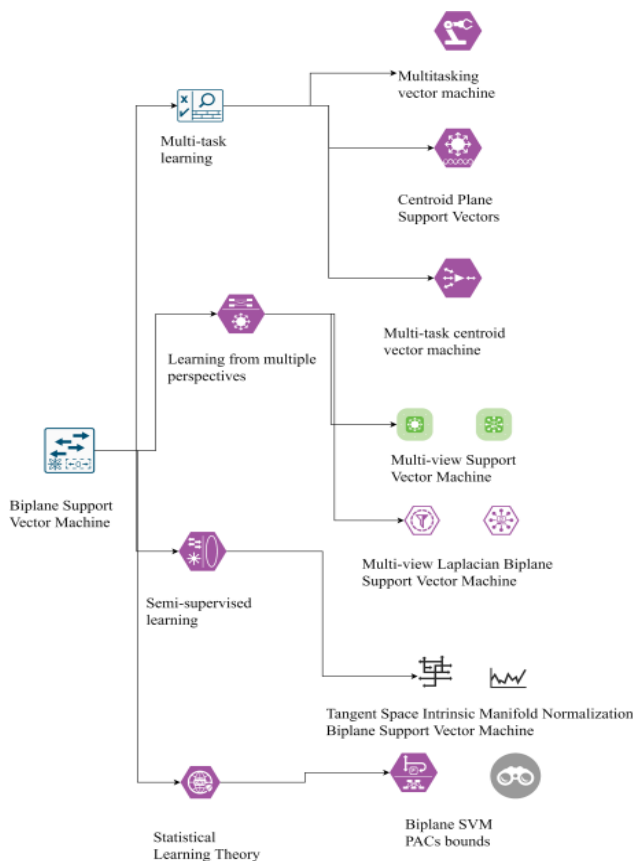 Multitasking
vector machine
Multi-task
learning
Centroid Plane
Support Vectors
Multi-task centroid
vector machine
Learning from multiple
perspectives
Multi-view Support
Vector Machine
Biplane Support
Vector Machine
Multi-view Laplacian Biplane
Support Vector Machine
Semi-supervised
learning
Tangent Space Intrinsic Manifold Normalization
Biplane Support Vector Machine
Statistical
Learning Theory
Biplane SVM
PACs bounds